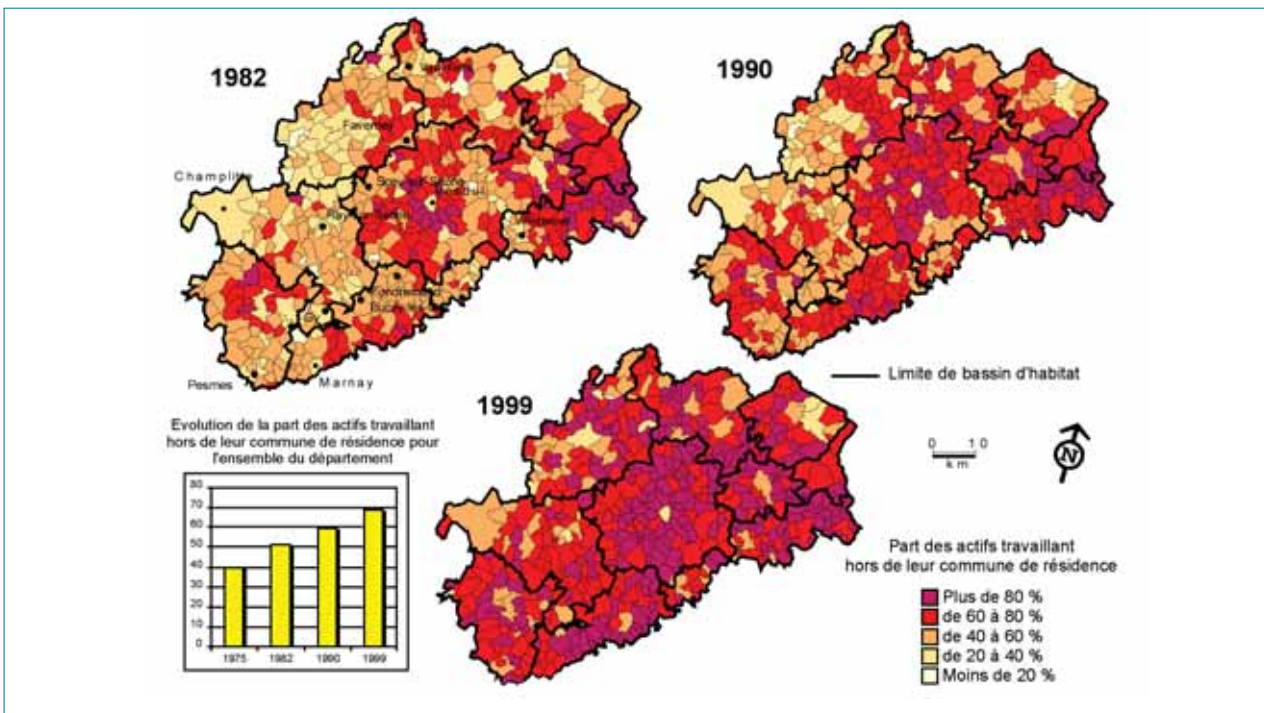 1982
1990
Faverney
Champlitte
Pesmes
Marnay
Limite de bassin d'habitat
1999
Evolution de la part des actifs travaillant
hors de leur commune de résidence pour
l'ensemble du département
80
70
60
50
40
30
20
10
0
1975
1982
1990
1999
0 10
km
N
Part des actifs travaillant
hors de leur commune de résidence
Plus de 80 %
de 60 à 80 %
de 40 à 60 %
de 20 à 40 %
Moins de 20 %